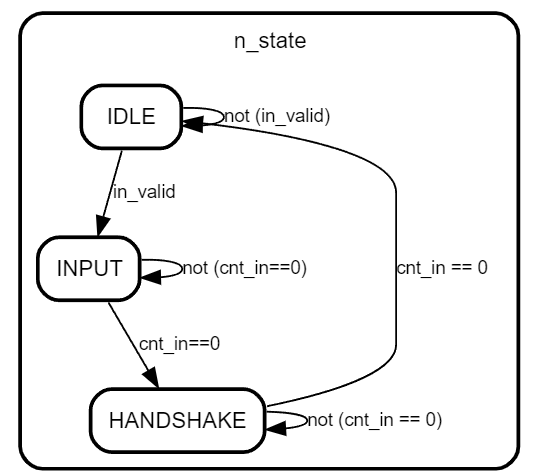 n_state
IDLE
not (in_valid)
in_valid
INPUT
not (cnt_in==0)
cnt_in == 0
cnt_in==0
HANDSHAKE
not (cnt_in == 0)